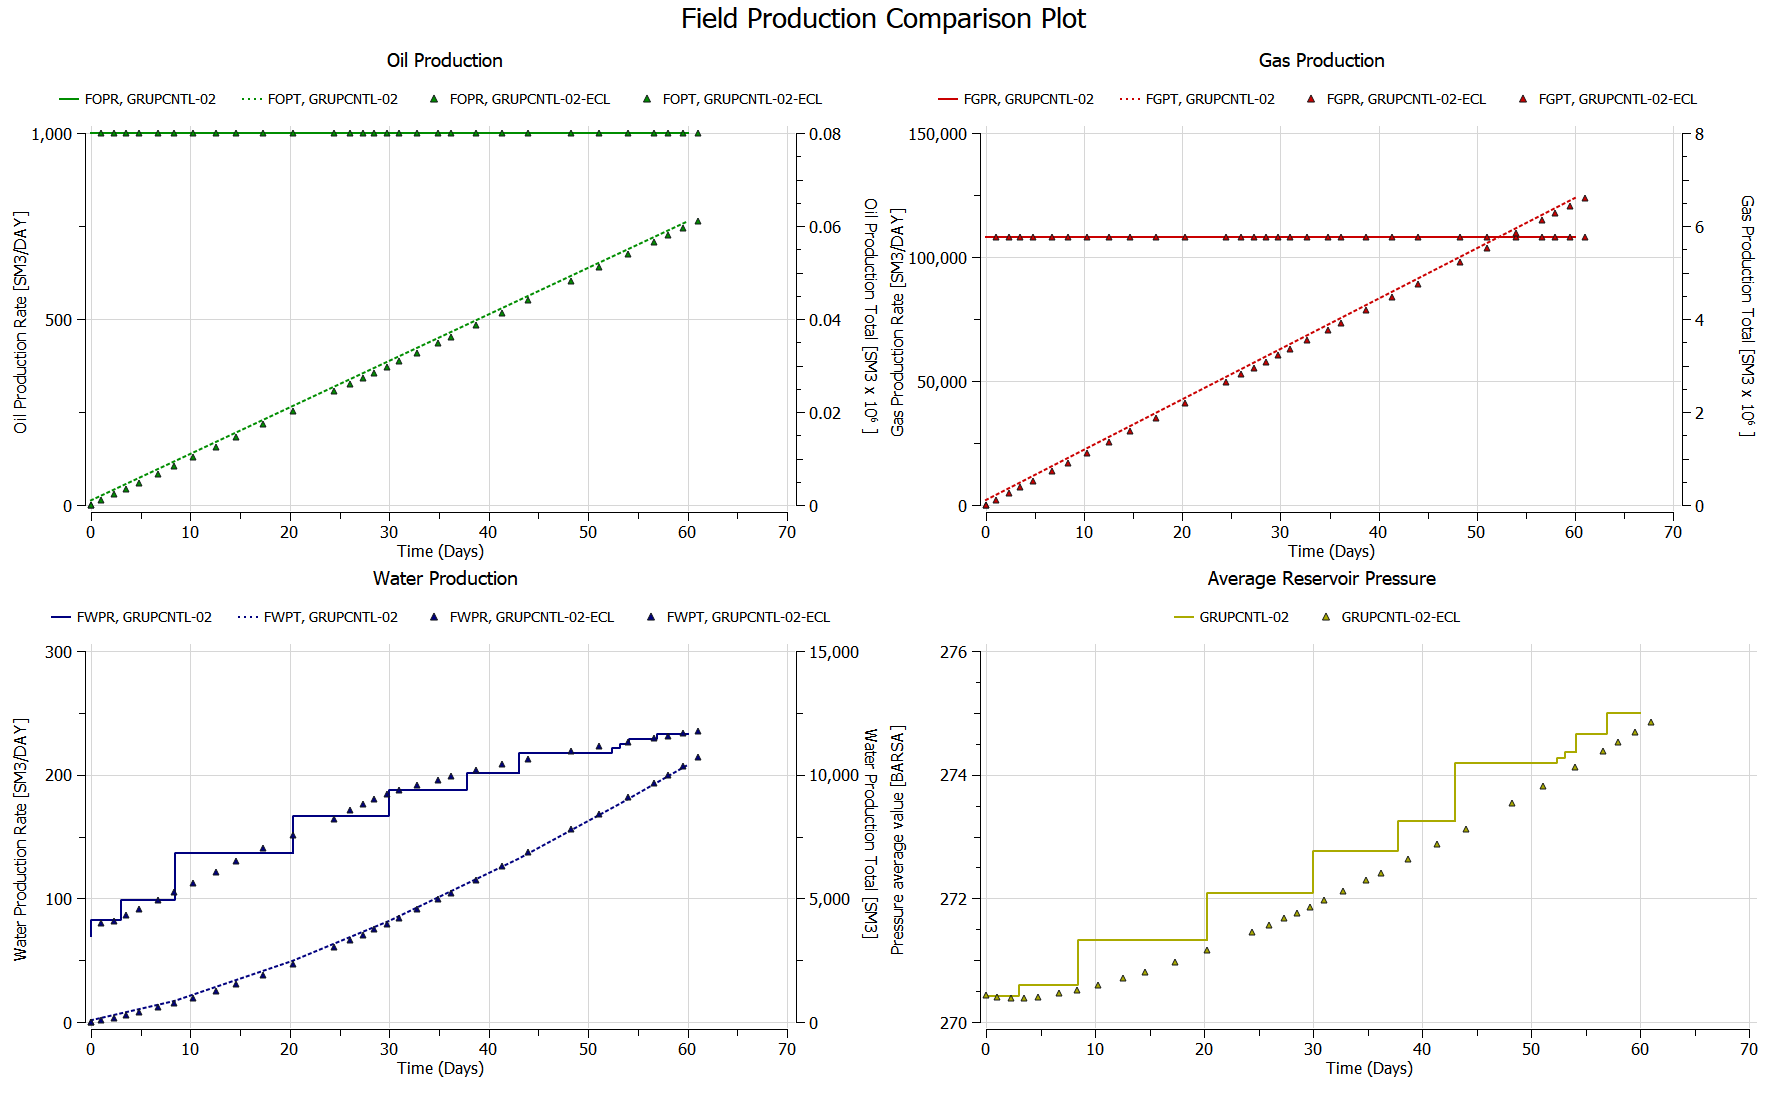 Field Production Comparison Plot
Oil Production
FOPR, GRUPCNTL-02 FOPT, GRUPCNTL-02 FOPR, GRUPCNTL-02-ECL FOPT, GRUPCNTL-02-ECL
Oil Production Rate [SM3/DAY]
1,000
500
0
0.08
0.06
0.04
0.02
0
Oil Production Total [SM3 x 10⁶ ]
0 10 20 30 40 50 60 70
Time (Days)
Gas Production
FGPR, GRUPCNTL-02 FGPT, GRUPCNTL-02 FGPR, GRUPCNTL-02-ECL FGPT, GRUPCNTL-02-ECL
Gas Production Rate [SM3/DAY]
150,000
100,000
50,000
0
8
6
4
2
0
Gas Production Total [SM3 x 10⁶ ]
0 10 20 30 40 50 60 70
Time (Days)
Water Production
FWPR, GRUPCNTL-02 FWPT, GRUPCNTL-02 FWPR, GRUPCNTL-02-ECL FWPT, GRUPCNTL-02-ECL
Water Production Rate [SM3/DAY]
300
200
100
0
15,000
10,000
5,000
0
Water Production Total [SM3]
0 10 20 30 40 50 60 70
Time (Days)
Average Reservoir Pressure
GRUPCNTL-02 GRUPCNTL-02-ECL
Pressure average value [BARSA]
276
274
272
270
0 10 20 30 40 50 60 70
Time (Days)